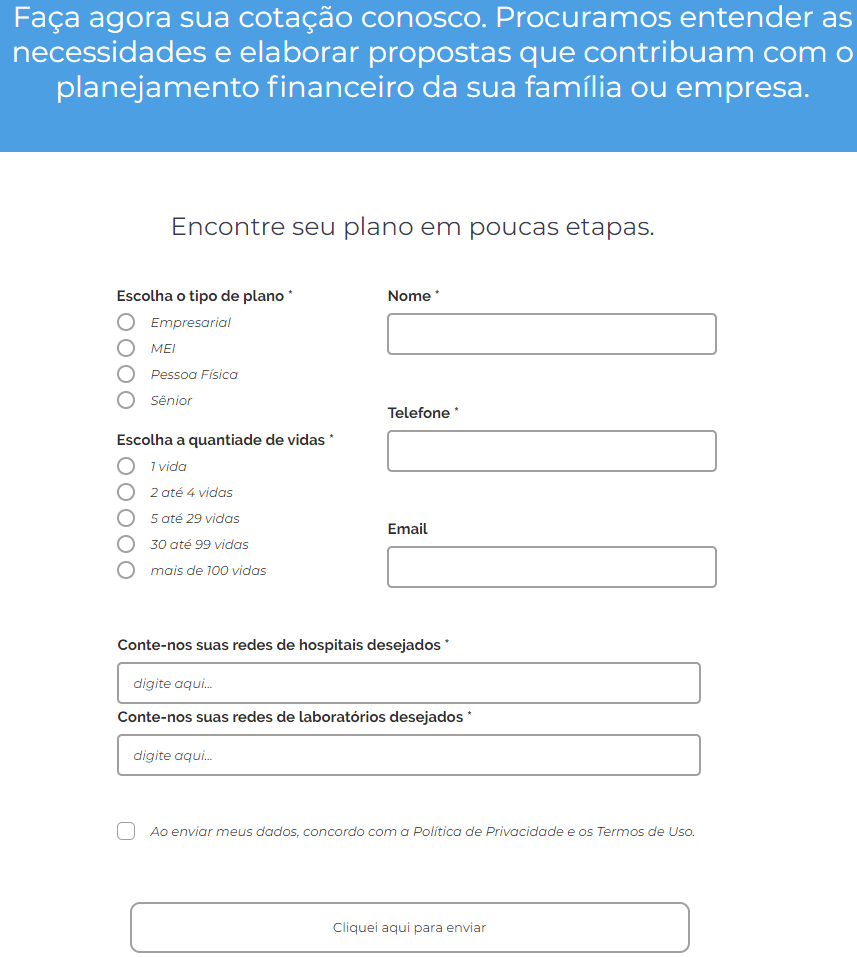 Faça agora sua cotação conosco. Procuramos entender as
necessidades e elaborar propostas que contribuam com o
planejamento financeiro da sua família ou empresa.
Encontre seu plano em poucas etapas.
Escolha o tipo de plano *
Empresarial
MEI
Pessoa Física
Sênior
Escolha a quantiade de vidas *
1 vida
2 até 4 vidas
5 até 29 vidas
30 até 99 vidas
mais de 100 vidas
Nome *
Telefone *
Email
Conte-nos suas redes de hospitais desejados *
digite aqui...
Conte-nos suas redes de laboratórios desejados *
digite aqui...
Ao enviar meus dados, concordo com a Política de Privacidade e os Termos de Uso.
Cliquei aqui para enviar